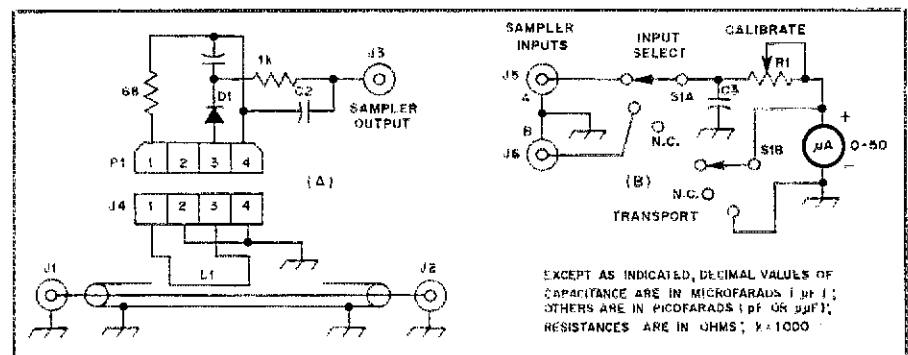 68
1k
J3
D1
C2
SAMPLER
OUTPUT
P1
1 2 3 4
(A)
J4
1 2 3 4
J1
L1
J2
SAMPLER
INPUTS
INPUT
SELECT
CALIBRATE
J5
R1
A
S1A
C3
B
N.C.
+
J6
S1B
µA
0-50
(B)
-
N.C.
TRANSPORT
EXCEPT AS INDICATED, DECIMAL VALUES OF
CAPACITANCE ARE IN MICROFARADS (µF);
OTHERS ARE IN PICOFARADS (pF OR µµF);
RESISTANCES ARE IN OHMS; k=1000